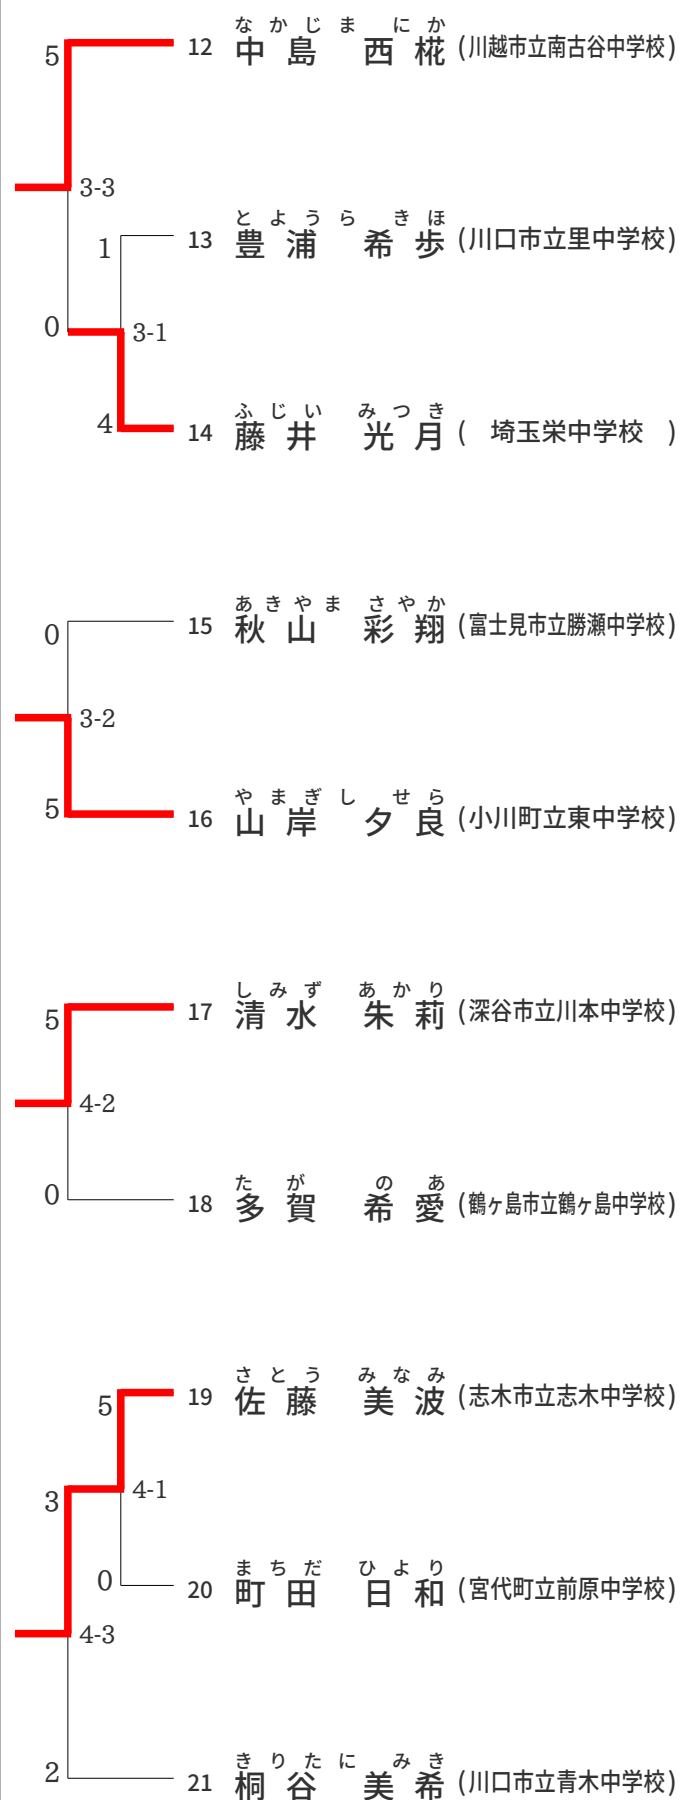 なかじま にか
5 12 中島 西椛 (川越市立南古谷中学校)
3-3
とようら きほ
1 13 豊浦 希歩 (川口市立里中学校)
0 3-1
ふじい みつき
4 14 藤井 光月 ( 埼玉栄中学校 )
あきやま さやか
0 15 秋山 彩翔 (富士見市立勝瀬中学校)
3-2
やまぎし せら
5 16 山岸 夕良 (小川町立東中学校)
しみず あかり
5 17 清水 朱莉 (深谷市立川本中学校)
4-2
たが のあ
0 18 多賀 希愛 (鶴ヶ島市立鶴ヶ島中学校)
さとう みなみ
5 19 佐藤 美波 (志木市立志木中学校)
3 4-1
まちだ ひより
0 20 町田 日和 (宮代町立前原中学校)
4-3
きりたに みき
2 21 桐谷 美希 (川口市立青木中学校)